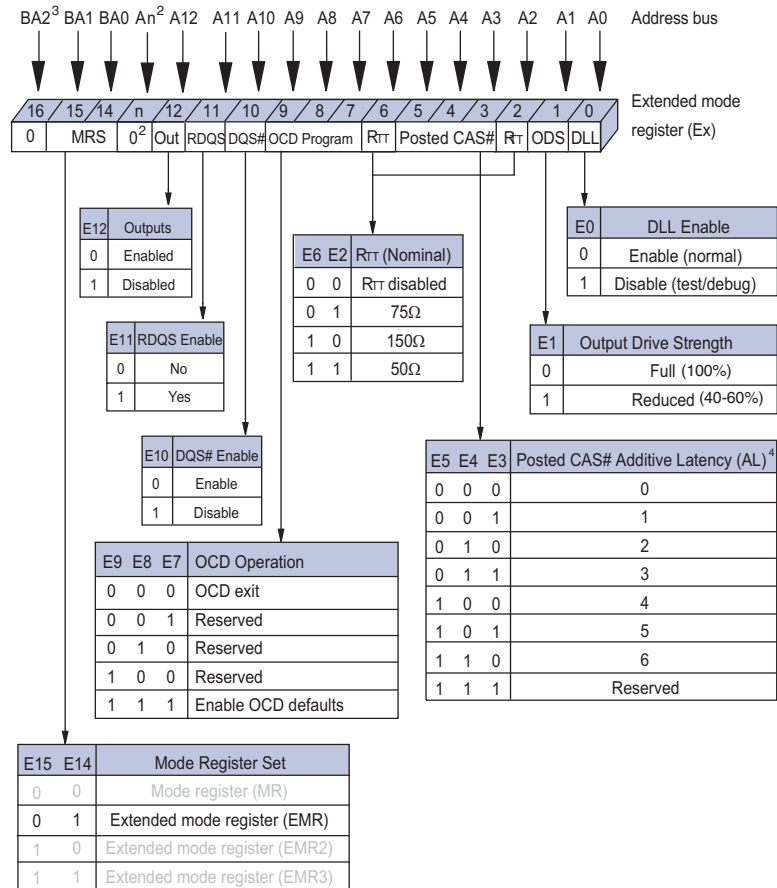 BA2³ BA1 BA0 An² A12 A11 A10 A9 A8 A7 A6 A5 A4 A3 A2 A1 A0 Address bus
16 15 14 n 12 11 10 9 8 7 6 5 4 3 2 1 0 Extended mode
0 MRS 0² Out RDQS DQS# OCD Program RTT Posted CAS# RTT ODS DLL register (Ex)
E12 Outputs
0 Enabled
1 Disabled
E11 RDQS Enable
0 No
1 Yes
E10 DQS# Enable
0 Enable
1 Disable
E9 E8 E7 OCD Operation
0 0 0 OCD exit
0 0 1 Reserved
0 1 0 Reserved
1 0 0 Reserved
1 1 1 Enable OCD defaults
E15 E14 Mode Register Set
0 0 Mode register (MR)
0 1 Extended mode register (EMR)
1 0 Extended mode register (EMR2)
1 1 Extended mode register (EMR3)
E6 E2 RTT (Nominal)
0 0 RTT disabled
0 1 75Ω
1 0 150Ω
1 1 50Ω
E0 DLL Enable
0 Enable (normal)
1 Disable (test/debug)
E1 Output Drive Strength
0 Full (100%)
1 Reduced (40-60%)
E5 E4 E3 Posted CAS# Additive Latency (AL)⁴
0 0 0 0
0 0 1 1
0 1 0 2
0 1 1 3
1 0 0 4
1 0 1 5
1 1 0 6
1 1 1 Reserved